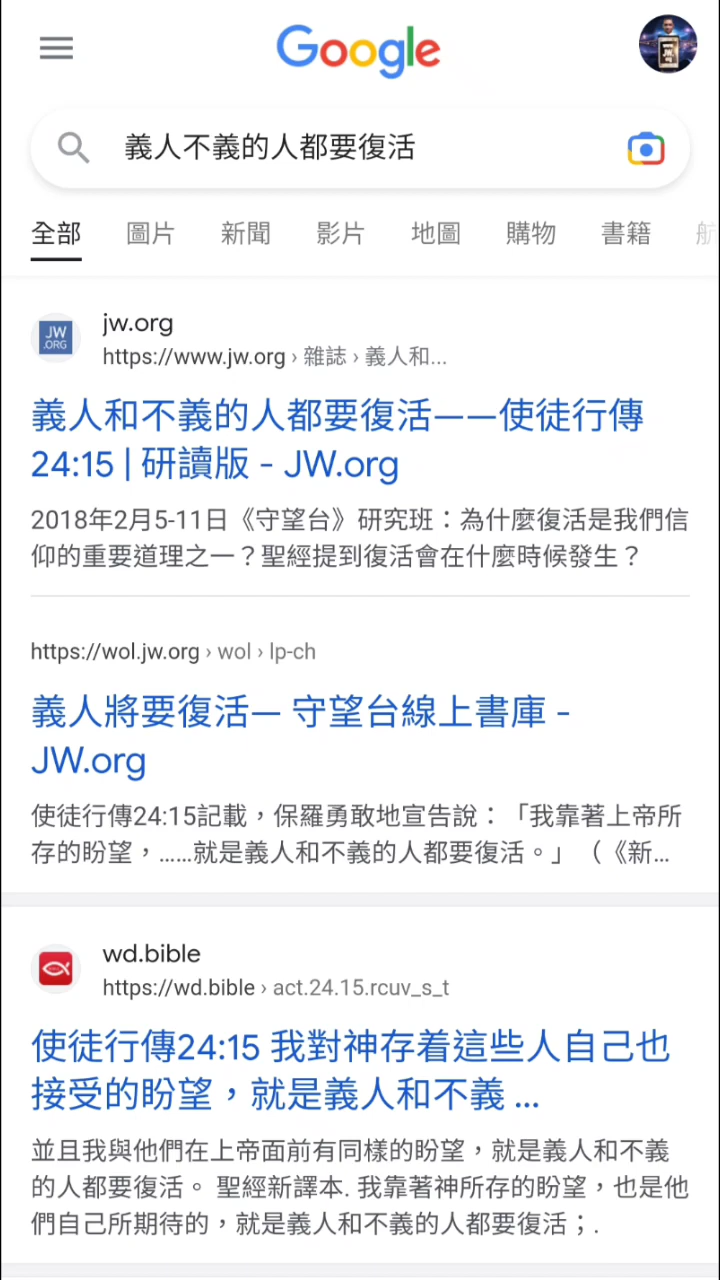 Google
義人不義的人都要復活
全部 圖片 新聞 影片 地圖 購物 書籍 航
JW
.ORG
jw.org
https://www.jw.org › 雜誌 › 義人和...
義人和不義的人都要復活——使徒行傳
24:15 | 研讀版 - JW.org
2018年2月5-11日《守望台》研究班：為什麼復活是我們信
仰的重要道理之一？聖經提到復活會在什麼時候發生？
https://wol.jw.org › wol › lp-ch
義人將要復活— 守望台線上書庫 -
JW.org
使徒行傳24:15記載，保羅勇敢地宣告說：「我靠著上帝所
存的盼望，……就是義人和不義的人都要復活。」（《新...
wd.bible
https://wd.bible › act.24.15.rcuv_s_t
使徒行傳24:15 我對神存着這些人自己也
接受的盼望，就是義人和不義 ...
並且我與他們在上帝面前有同樣的盼望，就是義人和不義
的人都要復活。 聖經新譯本. 我靠著神所存的盼望，也是他
們自己所期待的，就是義人和不義的人都要復活；.